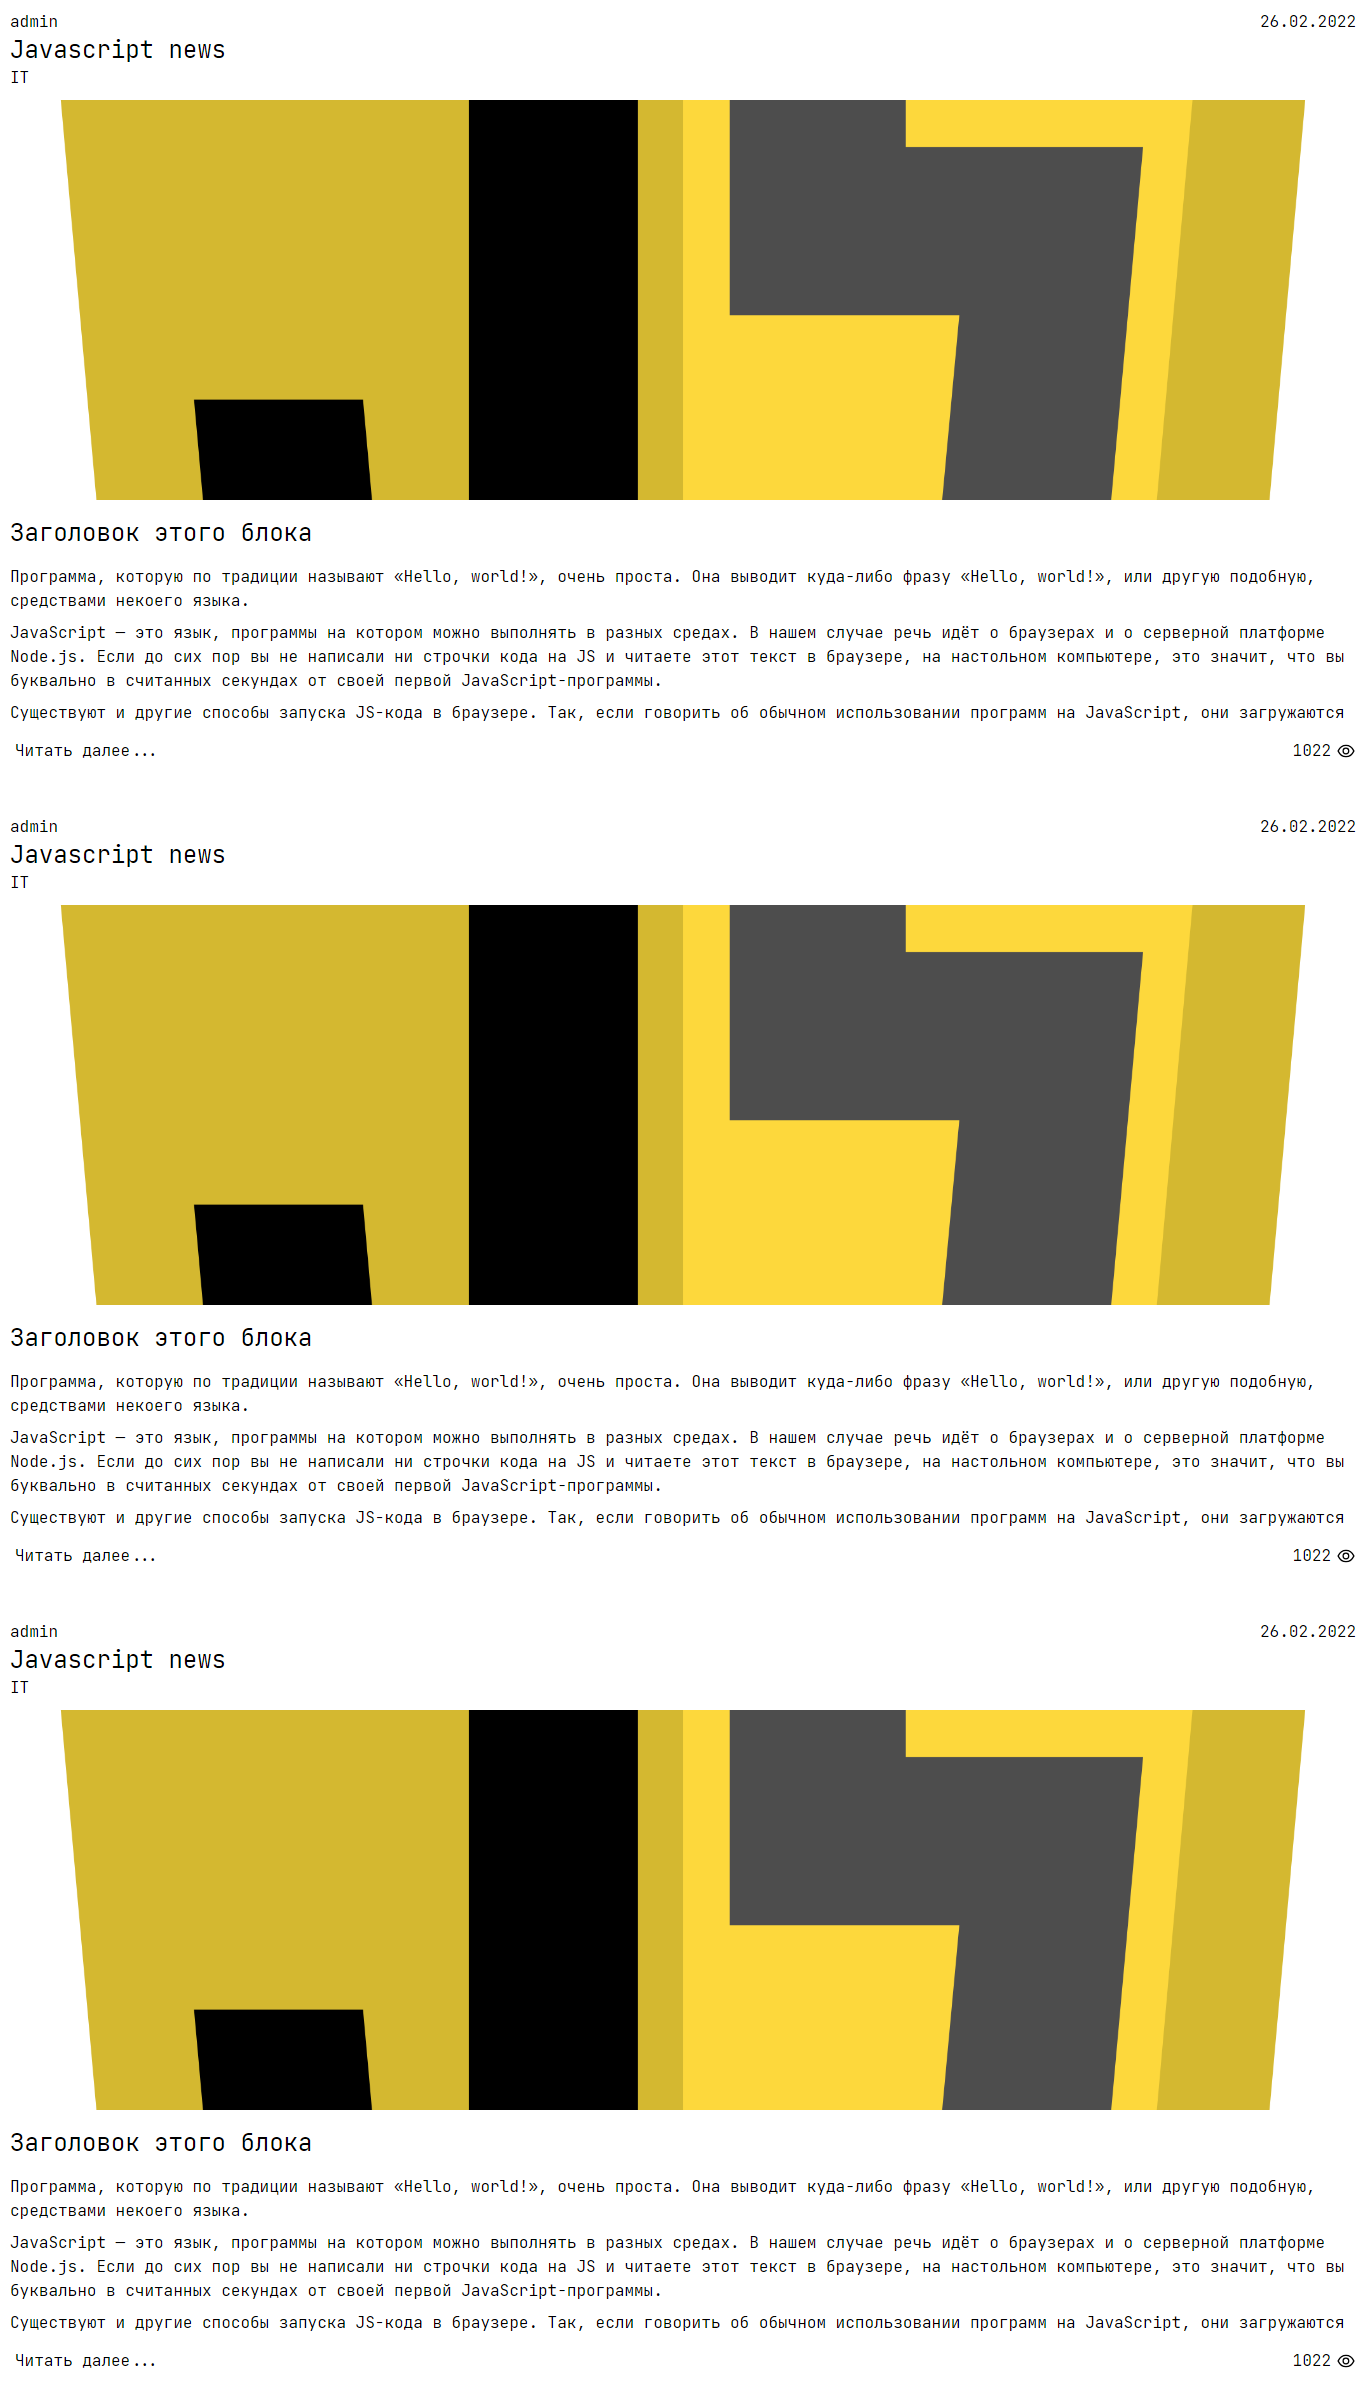 admin 26.02.2022
Javascript news
IT
Заголовок этого блока
Программа, которую по традиции называют «Hello, world!», очень проста. Она выводит куда-либо фразу «Hello, world!», или другую подобную,
средствами некоего языка.
JavaScript — это язык, программы на котором можно выполнять в разных средах. В нашем случае речь идёт о браузерах и о серверной платформе
Node.js. Если до сих пор вы не написали ни строчки кода на JS и читаете этот текст в браузере, на настольном компьютере, это значит, что вы
буквально в считанных секундах от своей первой JavaScript-программы.
Существуют и другие способы запуска JS-кода в браузере. Так, если говорить об обычном использовании программ на JavaScript, они загружаются
Читать далее... 1022
admin 26.02.2022
Javascript news
IT
Заголовок этого блока
Программа, которую по традиции называют «Hello, world!», очень проста. Она выводит куда-либо фразу «Hello, world!», или другую подобную,
средствами некоего языка.
JavaScript — это язык, программы на котором можно выполнять в разных средах. В нашем случае речь идёт о браузерах и о серверной платформе
Node.js. Если до сих пор вы не написали ни строчки кода на JS и читаете этот текст в браузере, на настольном компьютере, это значит, что вы
буквально в считанных секундах от своей первой JavaScript-программы.
Существуют и другие способы запуска JS-кода в браузере. Так, если говорить об обычном использовании программ на JavaScript, они загружаются
Читать далее... 1022
admin 26.02.2022
Javascript news
IT
Заголовок этого блока
Программа, которую по традиции называют «Hello, world!», очень проста. Она выводит куда-либо фразу «Hello, world!», или другую подобную,
средствами некоего языка.
JavaScript — это язык, программы на котором можно выполнять в разных средах. В нашем случае речь идёт о браузерах и о серверной платформе
Node.js. Если до сих пор вы не написали ни строчки кода на JS и читаете этот текст в браузере, на настольном компьютере, это значит, что вы
буквально в считанных секундах от своей первой JavaScript-программы.
Существуют и другие способы запуска JS-кода в браузере. Так, если говорить об обычном использовании программ на JavaScript, они загружаются
Читать далее... 1022